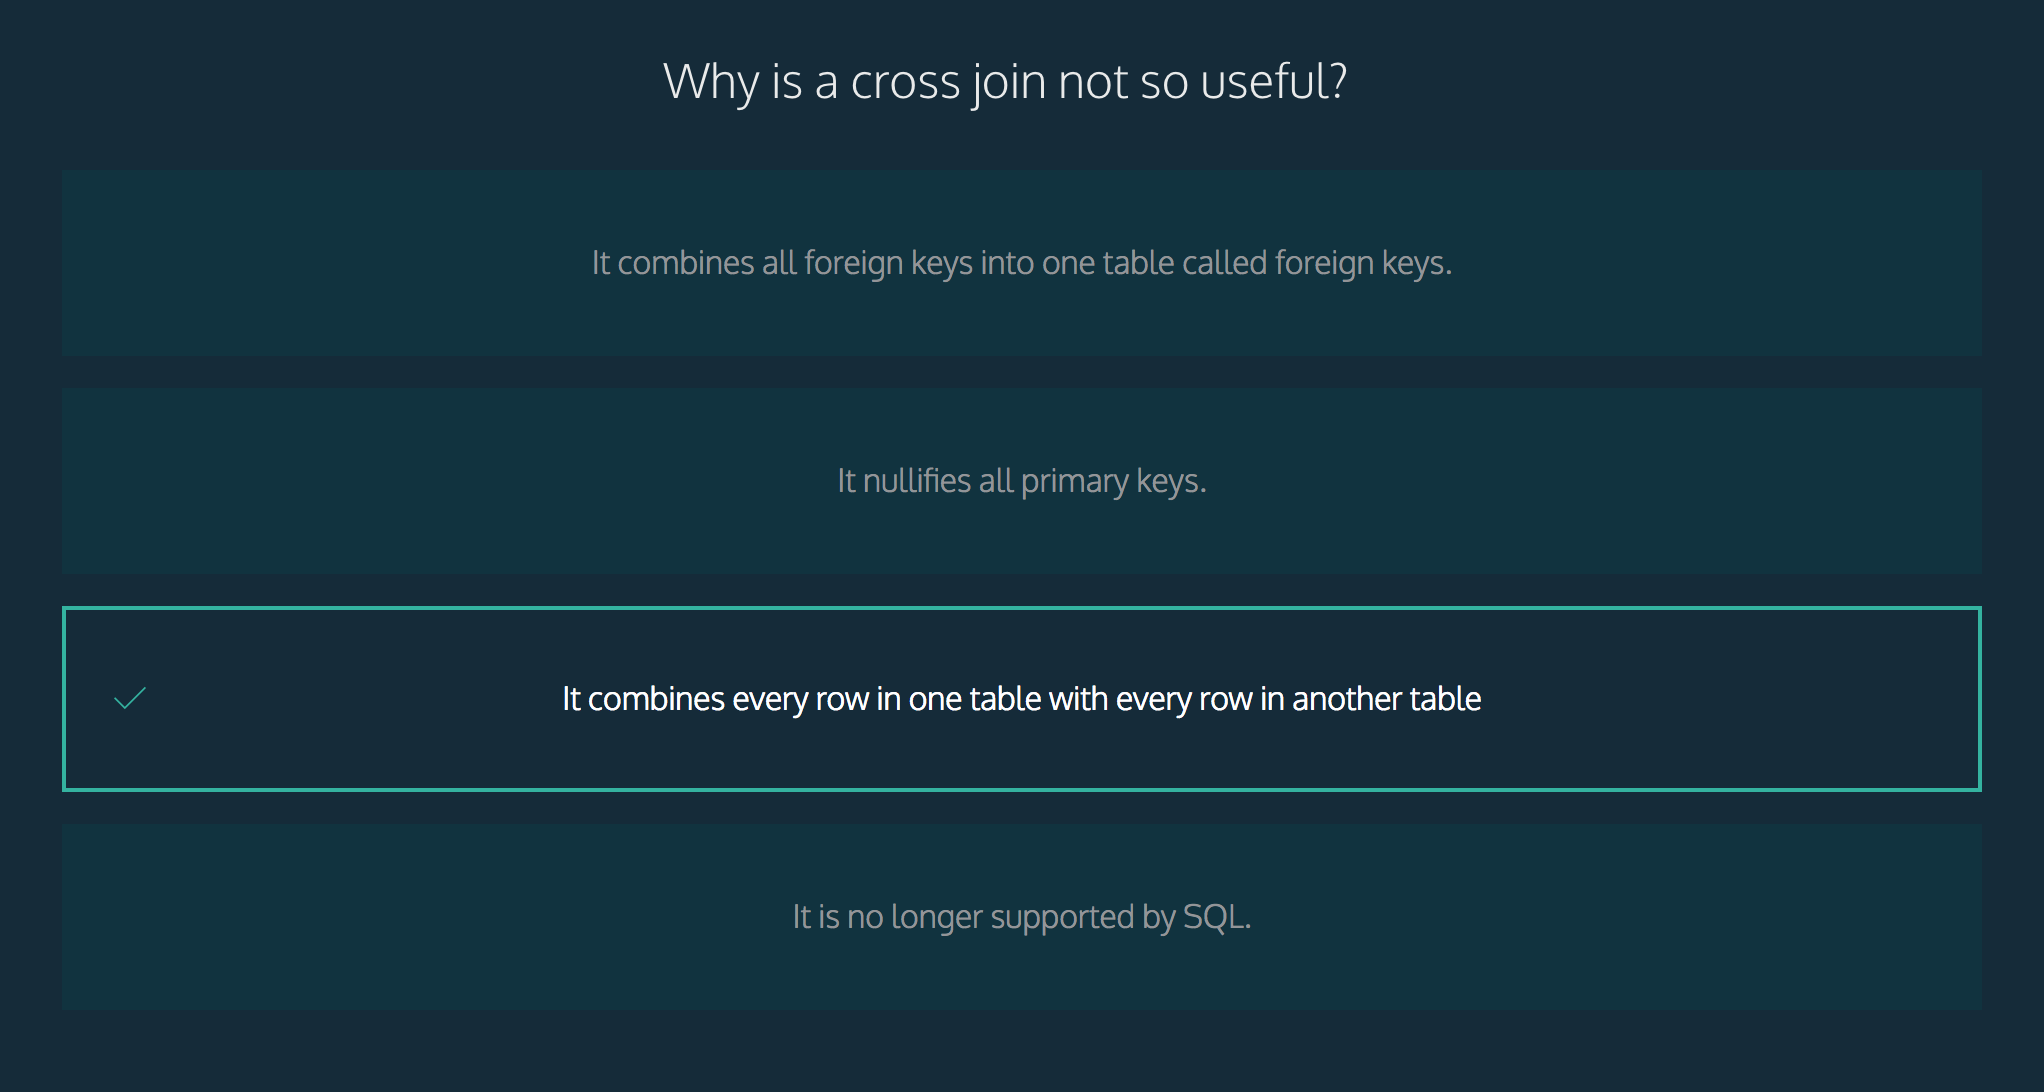 Why is a cross join not so useful?
It combines all foreign keys into one table called foreign keys.
It nullifies all primary keys.
It combines every row in one table with every row in another table
It is no longer supported by SQL.